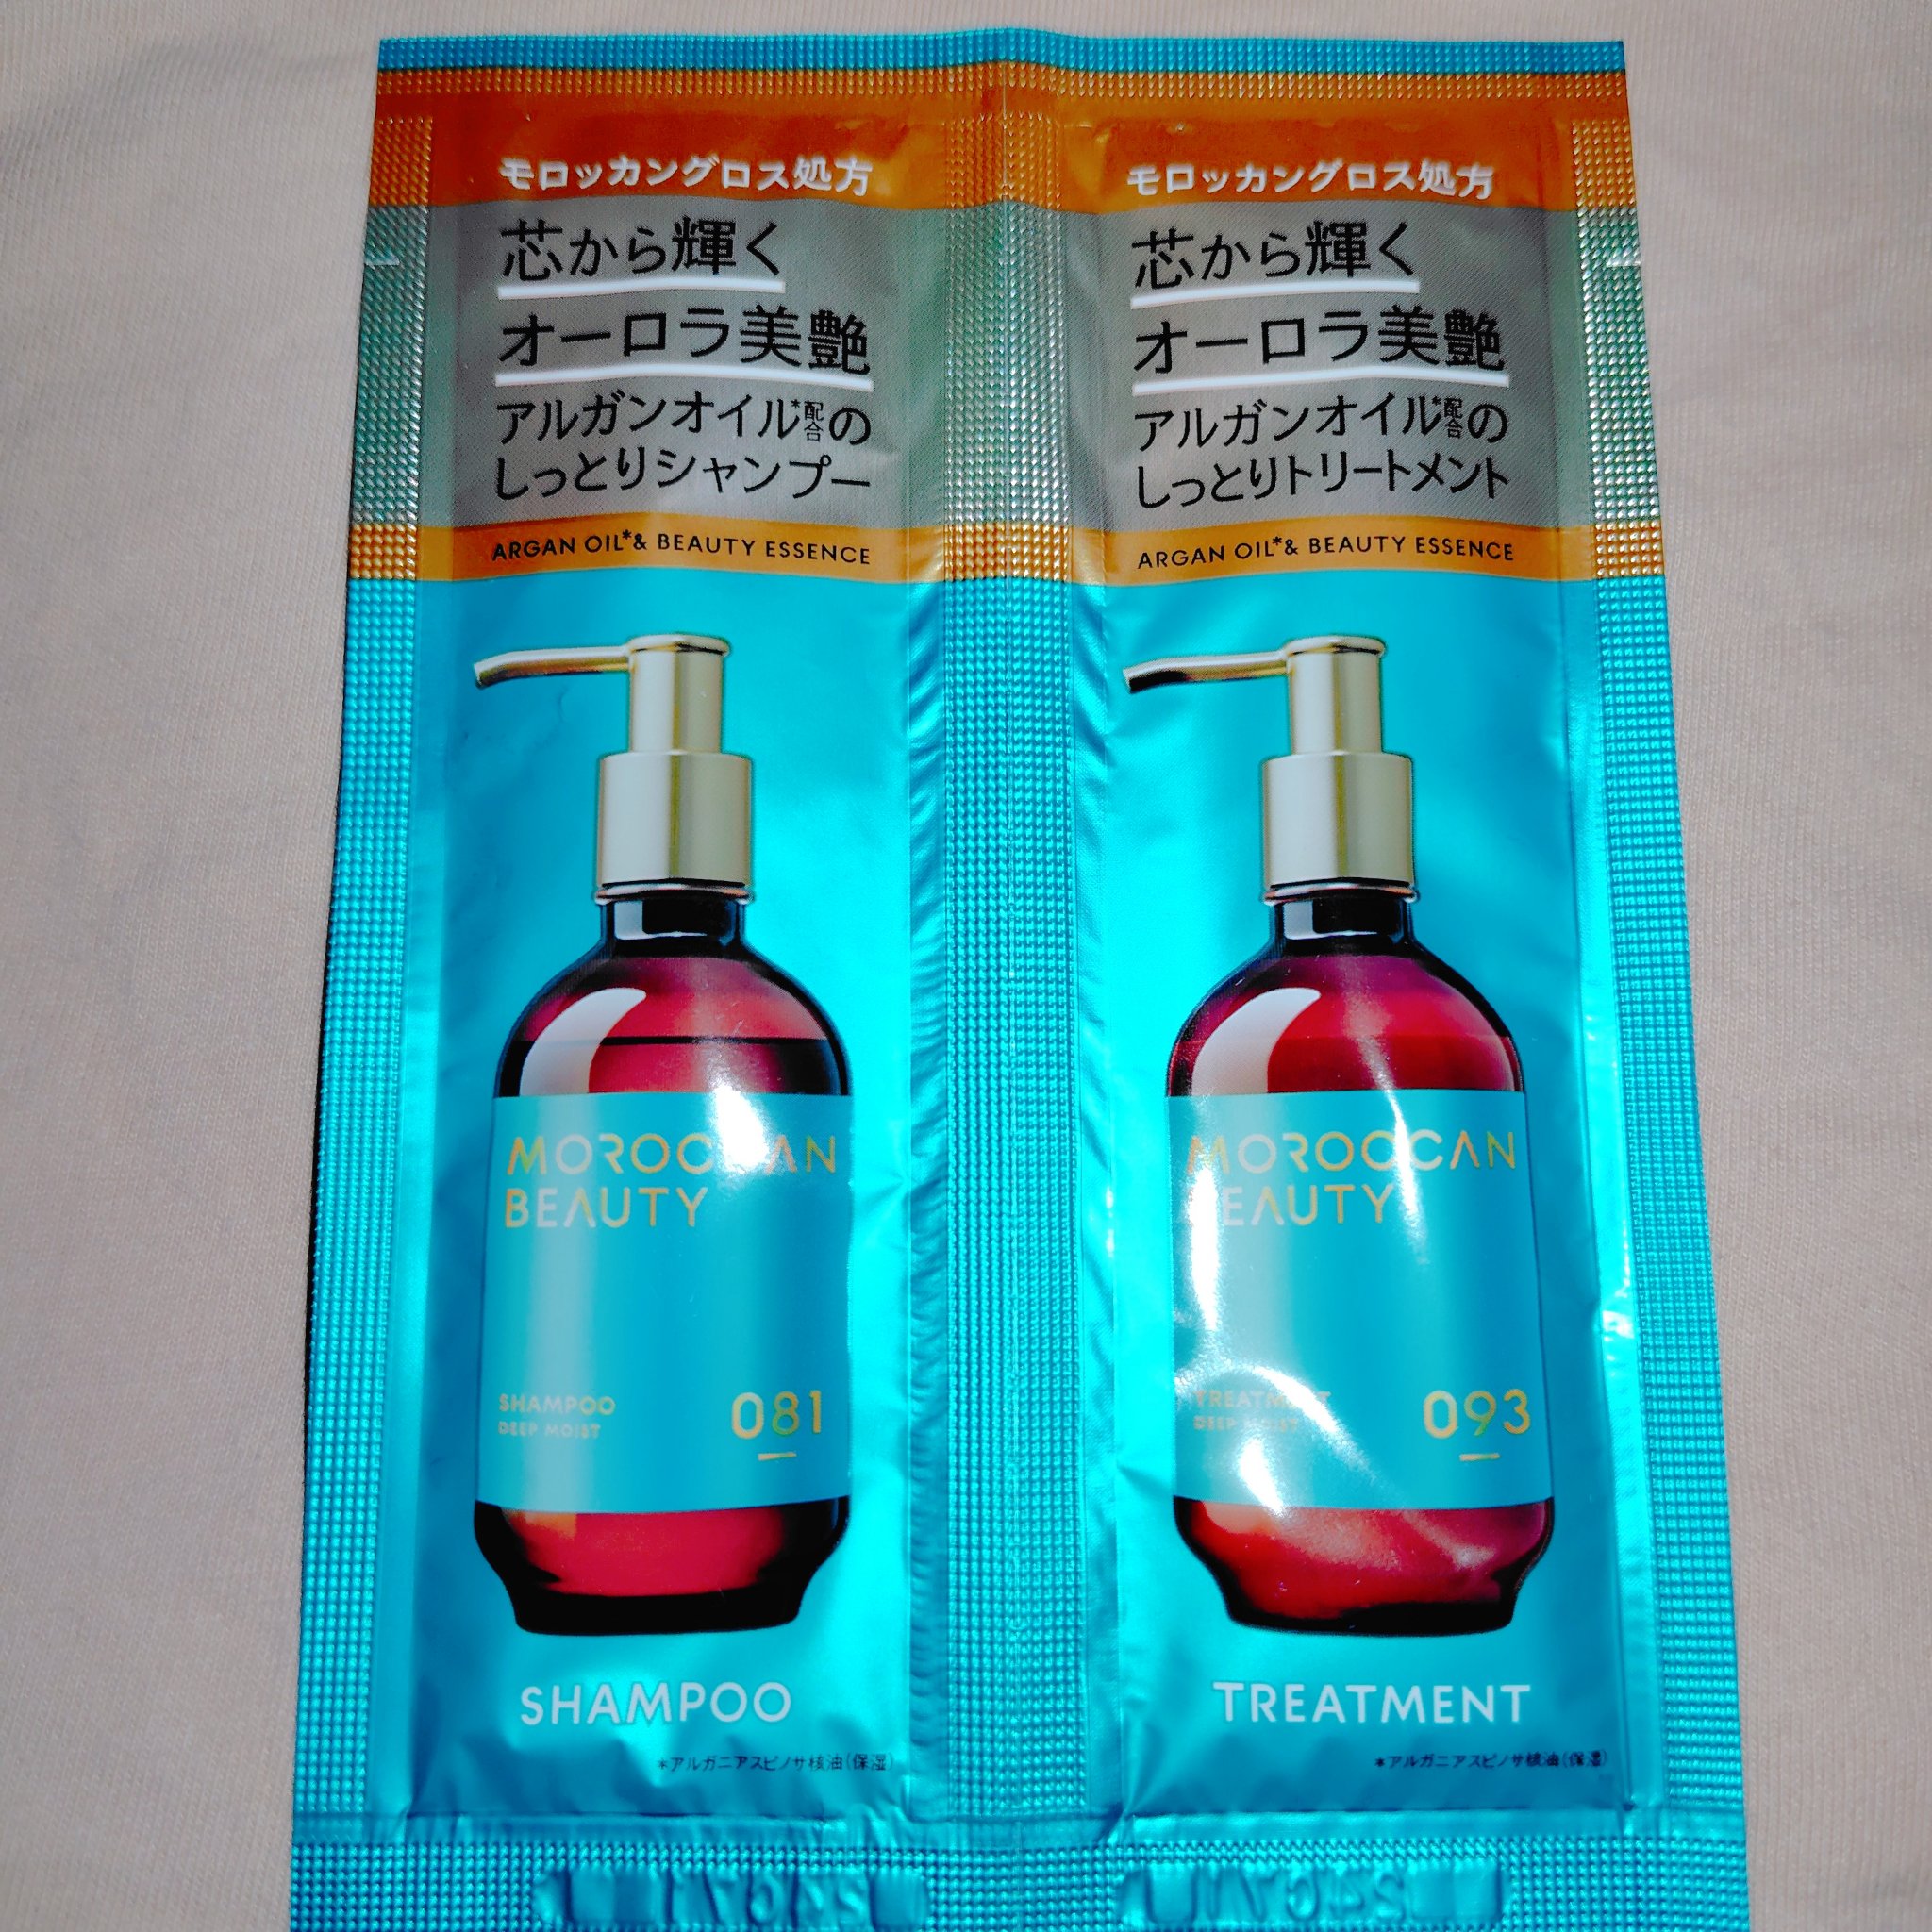 モロッカングロス処方
芯から輝く
オーロラ美艶
アルガンオイル*配合の
しっとりシャンプー
ARGAN OIL*& BEAUTY ESSENCE
MOROCCAN
BEAUTY
SHAMPOO
DEEP MOIST
081
SHAMPOO
*アルガニアスピノサ核油(保湿)
モロッカングロス処方
芯から輝く
オーロラ美艶
アルガンオイル*配合の
しっとりトリートメント
ARGAN OIL*& BEAUTY ESSENCE
MOROCCAN
BEAUTY
TREATMENT
DEEP MOIST
093
TREATMENT
*アルガニアスピノサ核油(保湿)